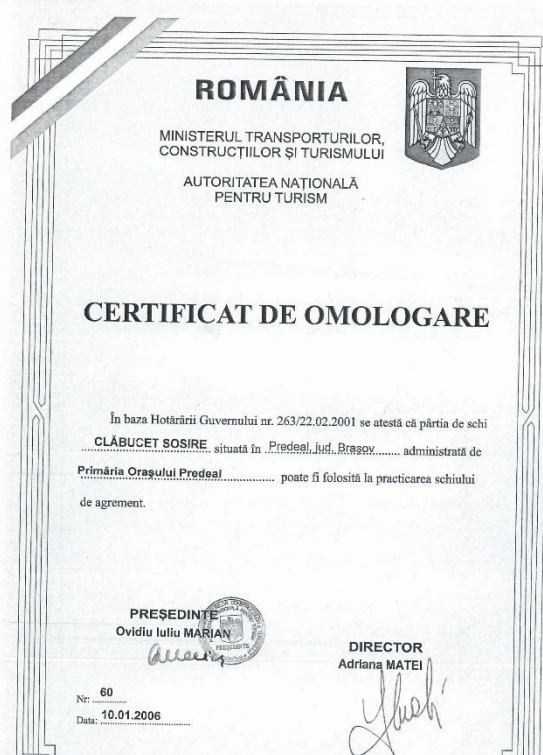 ROMÂNIA
MINISTERUL TRANSPORTURILOR,
CONSTRUCȚIILOR ȘI TURISMULUI
AUTORITATEA NAȚIONALĂ
PENTRU TURISM
CERTIFICAT DE OMOLOGARE
În baza Hotărârii Guvernului nr. 263/22.02.2001 se atestă că pârtia de schi
CLĂBUCET SOSIRE situată în Predeal, jud. Brașov administrată de
Primăria Orașului Predeal poate fi folosită la practicarea schiului
de agrement.
PREȘEDINTE
Ovidiu Iuliu MARIAN
PREȘEDINTE
DIRECTOR
Adriana MATEI
Nr: 60
Data: 10.01.2006